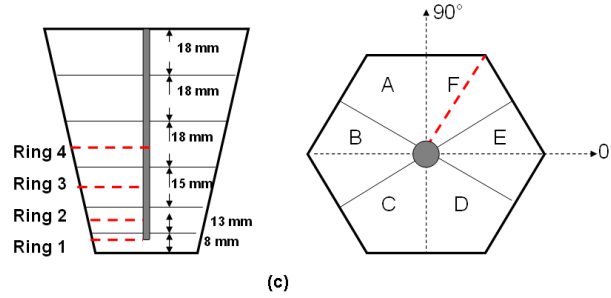 18 mm
18 mm
18 mm
Ring 4
Ring 3
15 mm
Ring 2
13 mm
Ring 1
8 mm
90°
A
F
B
E
0
C
D
(c)